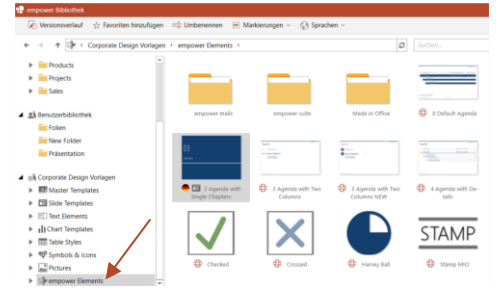 empower Bibliothek
Versionsverlauf Favoriten hinzufügen Umbenennen Markierungen Sprachen
Corporate Design Vorlagen empower Elements Suchen...
Products
Projects
Sales
Benutzerbibliothek
Folien
New Folder
Präsentation
Corporate Design Vorlagen
Master Templates
Slide Templates
Text Elements
Chart Templates
Table Styles
Symbols & Icons
Pictures
empower Elements
empower mails
empower suite
Made in Office
0 Default Agenda
2 Agenda with
Single Chapters
3 Agenda with Two
Columns
3 Agenda with Two
Columns NEW
4 Agenda with De-
tails
Checked
Crossed
Harvey Ball
STAMP
Stamp MIO